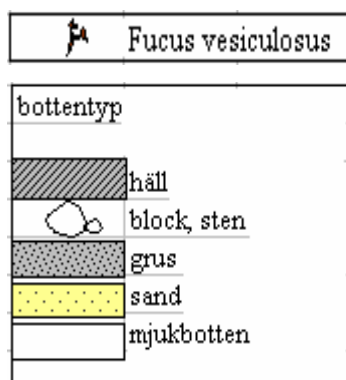 Fucus vesiculosus
bottentyp
häll
block, sten
grus
sand
mjukbotten